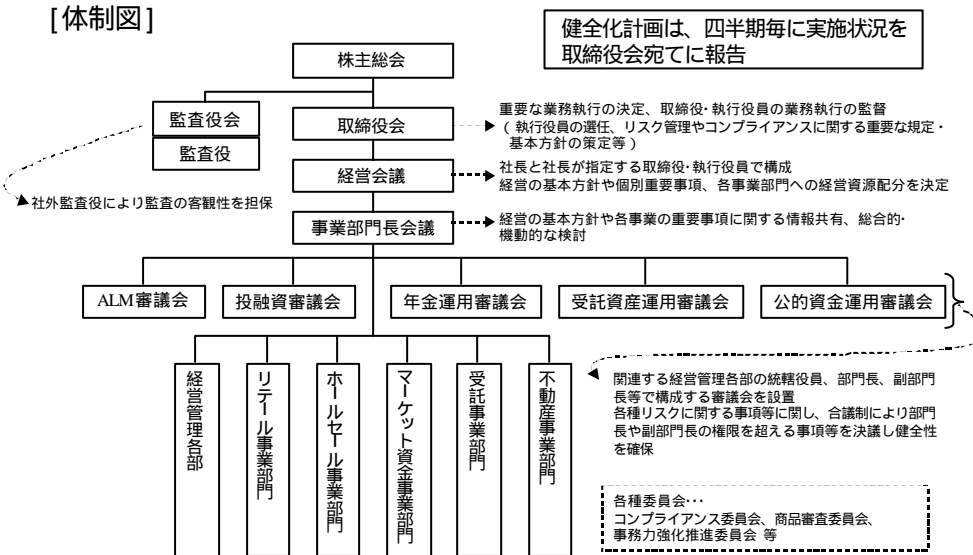 [体制図]
健全化計画は、四半期毎に実施状況を
取締役会宛てに報告
株主総会
監査役会
監査役
取締役会
重要な業務執行の決定、取締役・執行役員の業務執行の監督
（執行役員の選任、リスク管理やコンプライアンスに関する重要な規定・
基本方針の策定等）
経営会議
社長と社長が指定する取締役・執行役員で構成
経営の基本方針や個別重要事項、各事業部門への経営資源配分を決定
社外監査役により監査の客観性を担保
事業部門長会議
経営の基本方針や各事業の重要事項に関する情報共有、総合的・
機動的な検討
ALM審議会
投融資審議会
年金運用審議会
受託資産運用審議会
公的資金運用審議会
経営管理各部
リテール事業部門
ホールセール事業部門
マーケット資金事業部門
受託事業部門
不動産事業部門
関連する経営管理各部の統轄役員、部門長、副部門
長等で構成する審議会を設置
各種リスクに関する事項等に関し、合議制により部門
長や副部門長の権限を超える事項等を決議し健全性
を確保
各種委員会･･･
コンプライアンス委員会、商品審査委員会、
事務力強化推進委員会 等